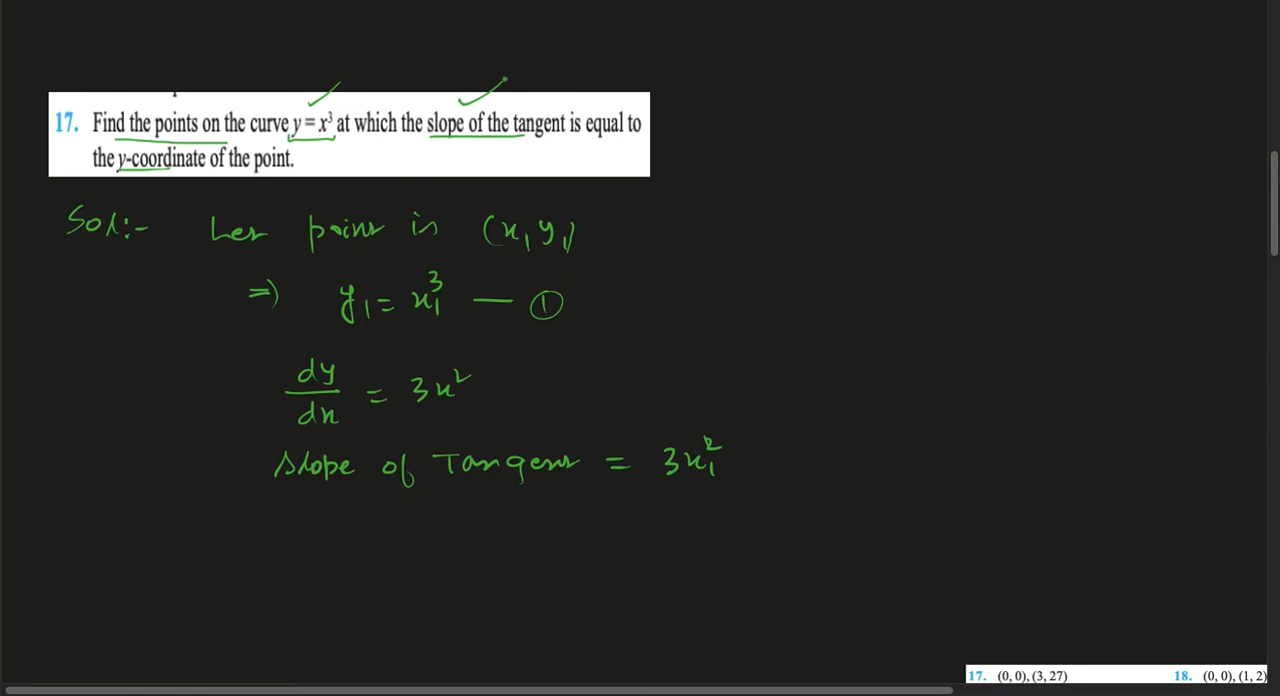 17. Find the points on the curve y = x³ at which the slope of the tangent is equal to
the y-coordinate of the point.
Sol:- Let point is (x₁ y₁)
⇒ y₁ = x₁³ — ①
dy/dx = 3x²
Slope of Tangent = 3x₁²
17. (0, 0), (3, 27) 18. (0, 0), (1, 2)